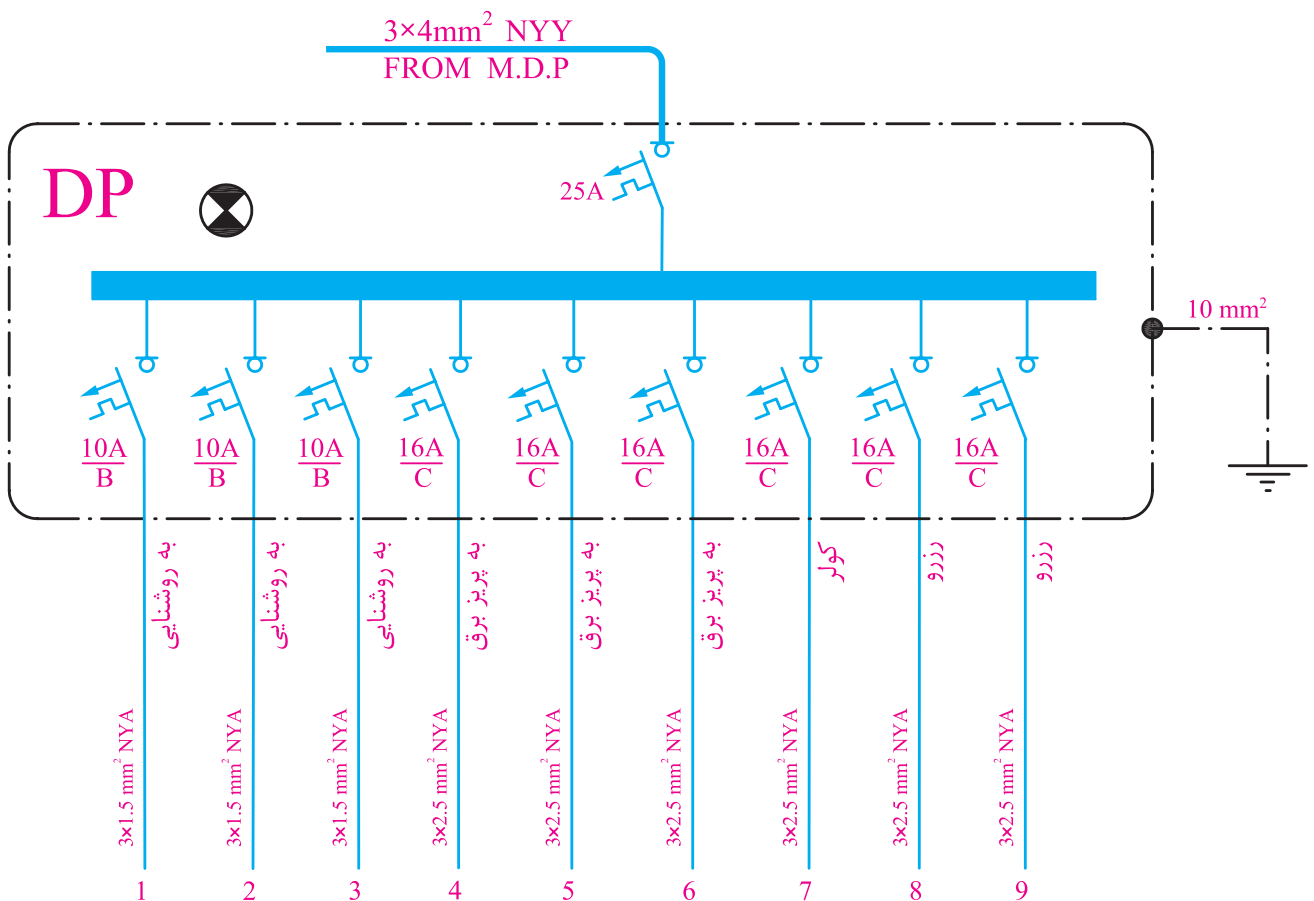 3×4mm² NYY
FROM M.D.P
DP
25A
10 mm²
10A
B
10A
B
10A
B
16A
C
16A
C
16A
C
16A
C
16A
C
16A
C
به روشنایی
به روشنایی
به روشنایی
به پریز برق
به پریز برق
به پریز برق
کولر
رزرو
رزرو
3×1.5 mm² NYA
3×1.5 mm² NYA
3×1.5 mm² NYA
3×2.5 mm² NYA
3×2.5 mm² NYA
3×2.5 mm² NYA
3×2.5 mm² NYA
3×2.5 mm² NYA
3×2.5 mm² NYA
1 2 3 4 5 6 7 8 9